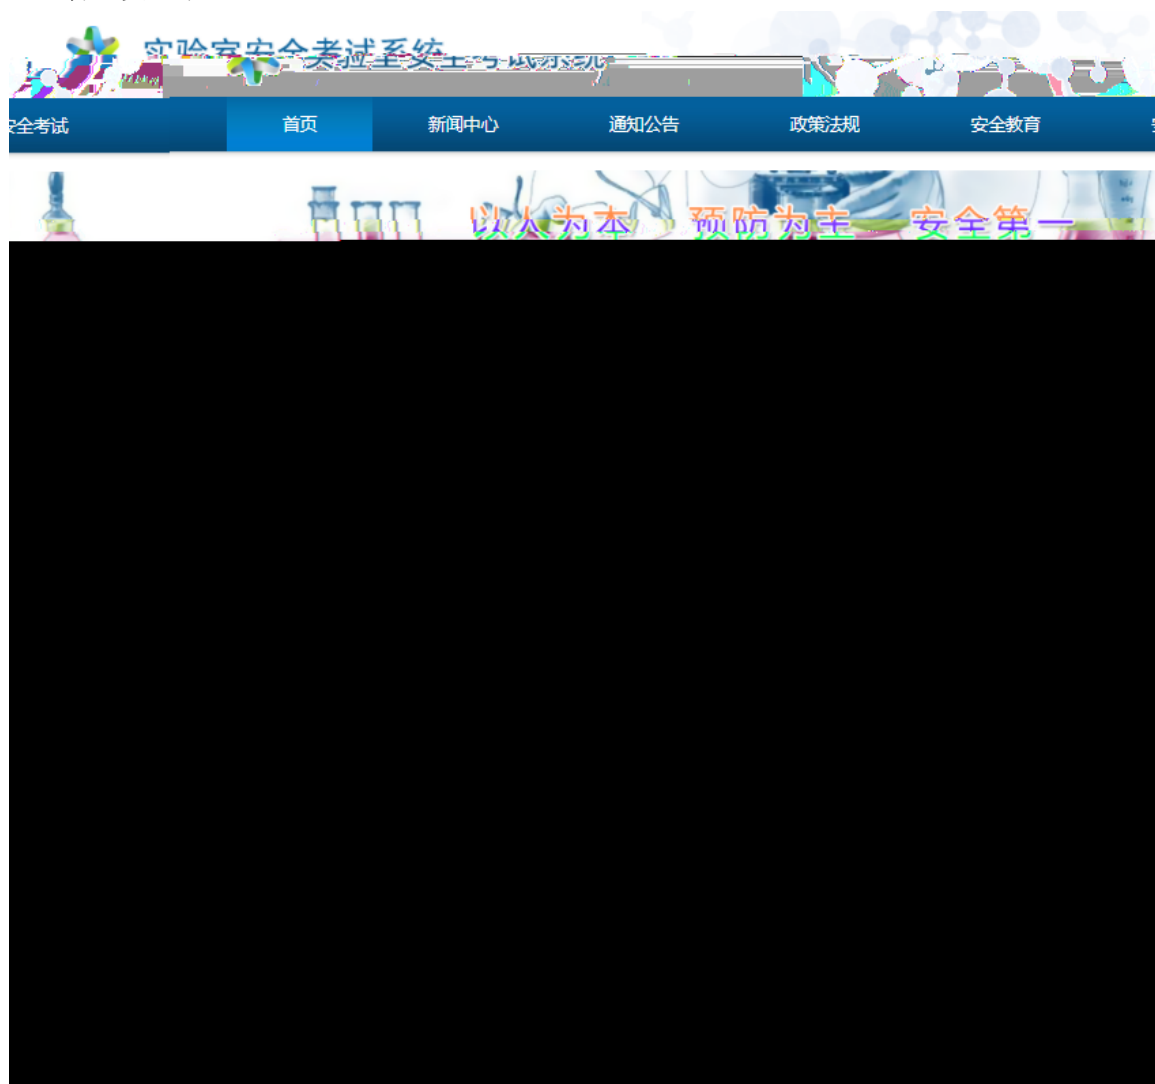 实验室安全考试系统
安全考试 首页 新闻中心 通知公告 政策法规 安全教育
以人为本 预防为主 安全第一